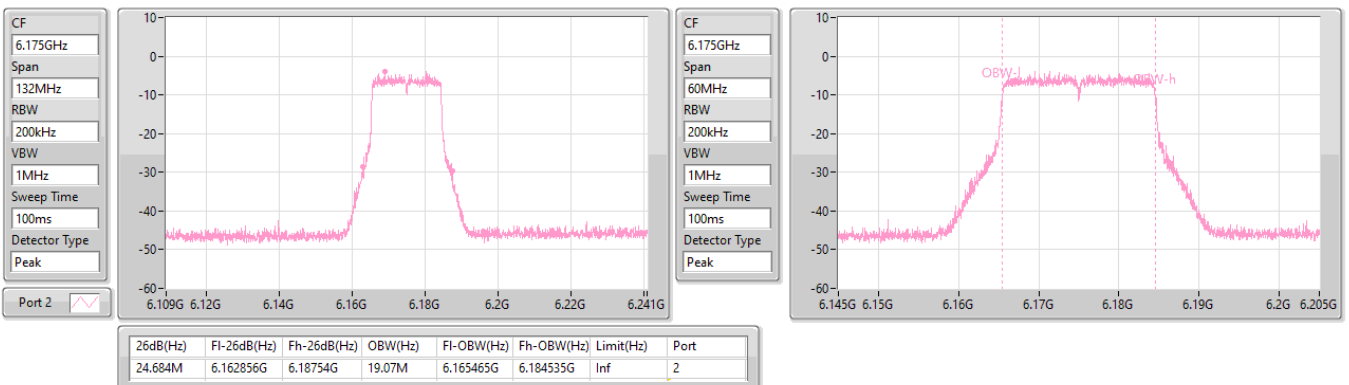 CF
6.175GHz
Span
132MHz
RBW
200kHz
VBW
1MHz
Sweep Time
100ms
Detector Type
Peak
Port 2
10
0
-10
-20
-30
-40
-50
-60
6.109G 6.12G 6.14G 6.16G 6.18G 6.2G 6.22G 6.241G
CF
6.175GHz
Span
60MHz
RBW
200kHz
VBW
1MHz
Sweep Time
100ms
Detector Type
Peak
10
0
-10
-20
-30
-40
-50
-60
OBW-l
OBW-h
6.145G 6.15G 6.16G 6.17G 6.18G 6.19G 6.2G 6.205G
26dB(Hz) Fl-26dB(Hz) Fh-26dB(Hz) OBW(Hz) Fl-OBW(Hz) Fh-OBW(Hz) Limit(Hz) Port
24.684M 6.162856G 6.18754G 19.07M 6.165465G 6.184535G Inf 2